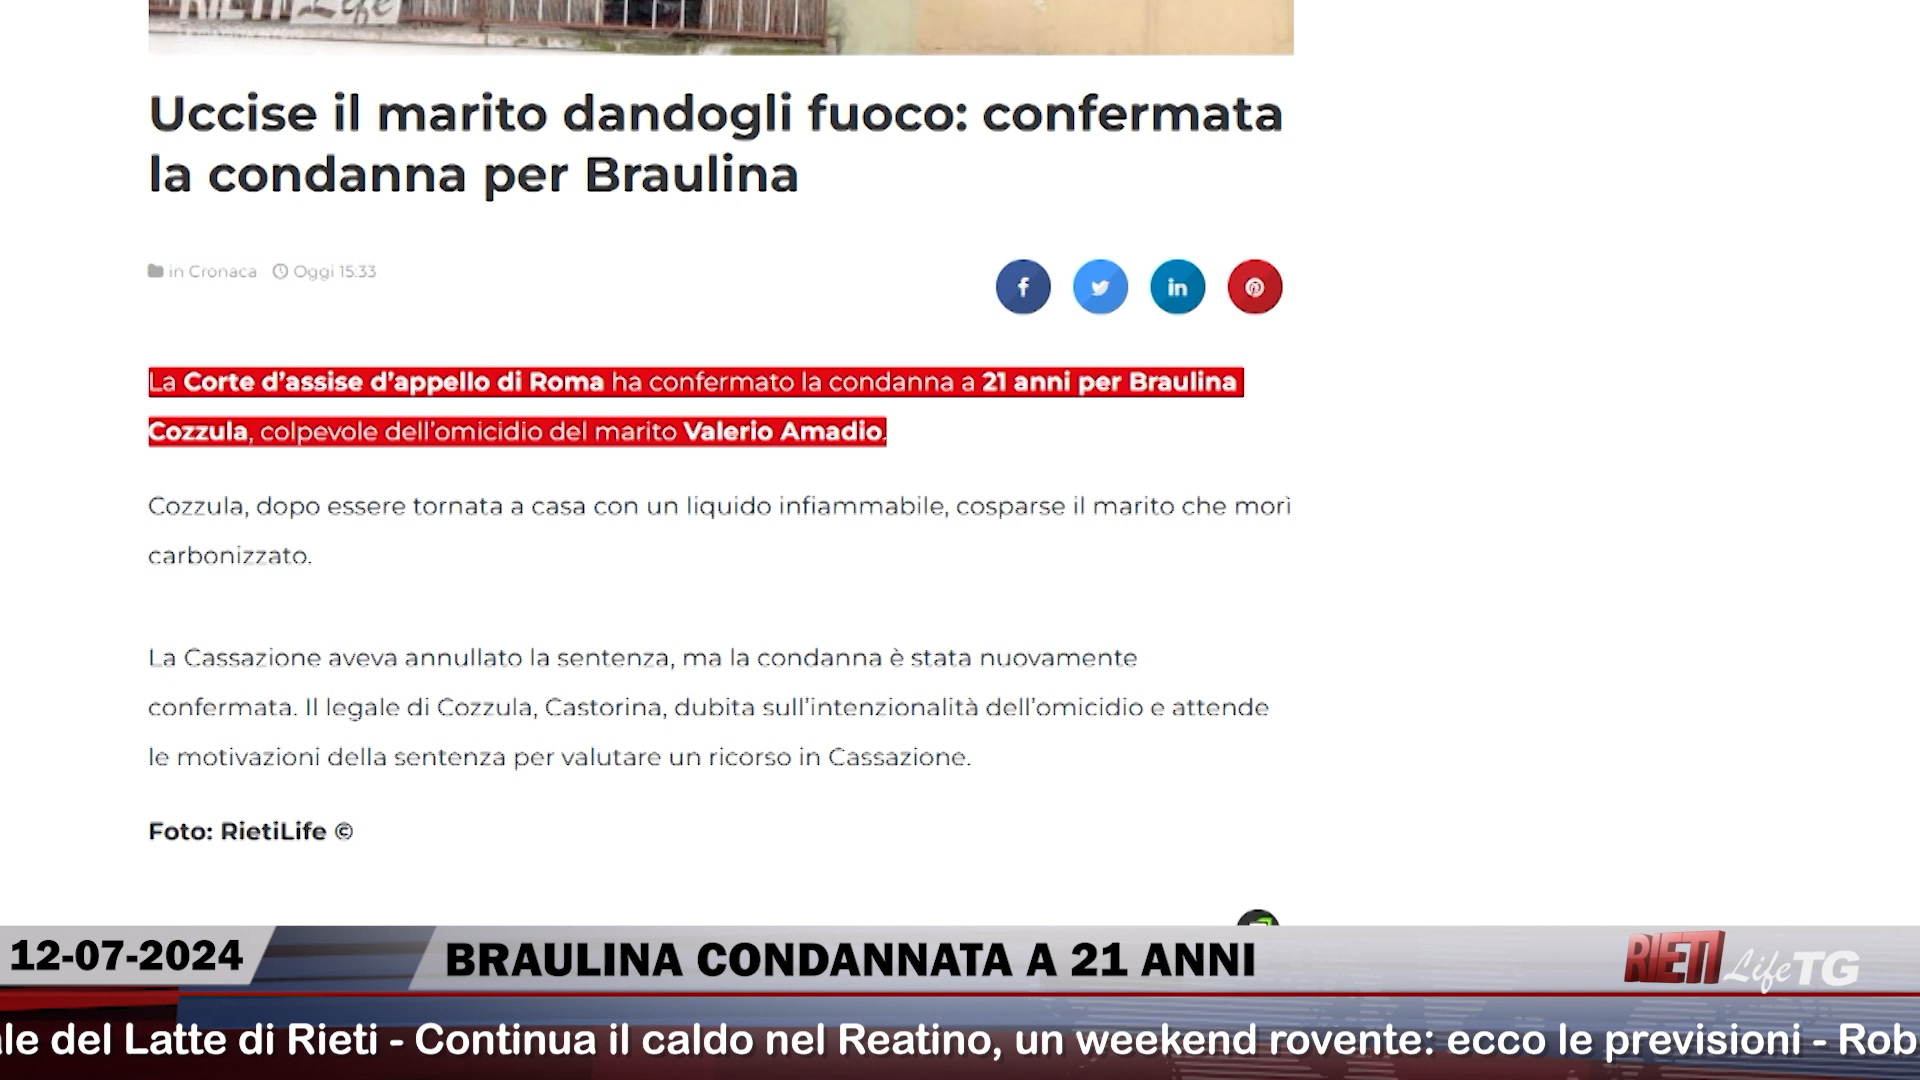 RIETI Life
Uccise il marito dandogli fuoco: confermata
la condanna per Braulina
in Cronaca Oggi 15:33
La Corte d'assise d'appello di Roma ha confermato la condanna a 21 anni per Braulina
Cozzula, colpevole dell'omicidio del marito Valerio Amadio.
Cozzula, dopo essere tornata a casa con un liquido infiammabile, cosparse il marito che morì
carbonizzato.
La Cassazione aveva annullato la sentenza, ma la condanna è stata nuovamente
confermata. Il legale di Cozzula, Castorina, dubita sull'intenzionalità dell'omicidio e attende
le motivazioni della sentenza per valutare un ricorso in Cassazione.
Foto: RietiLife ©
12-07-2024
BRAULINA CONDANNATA A 21 ANNI
RIETI Life TG
le del Latte di Rieti - Continua il caldo nel Reatino, un weekend rovente: ecco le previsioni - Rob